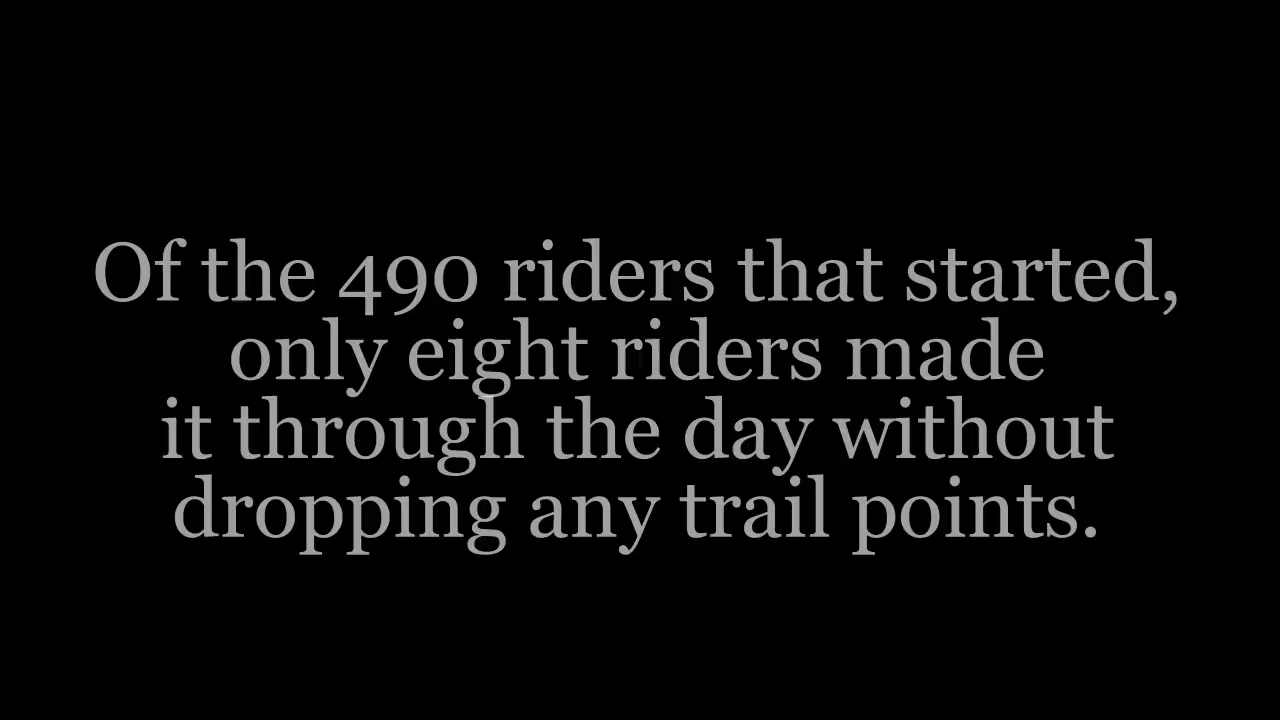 Of the 490 riders that started,
only eight riders made
it through the day without
dropping any trail points.